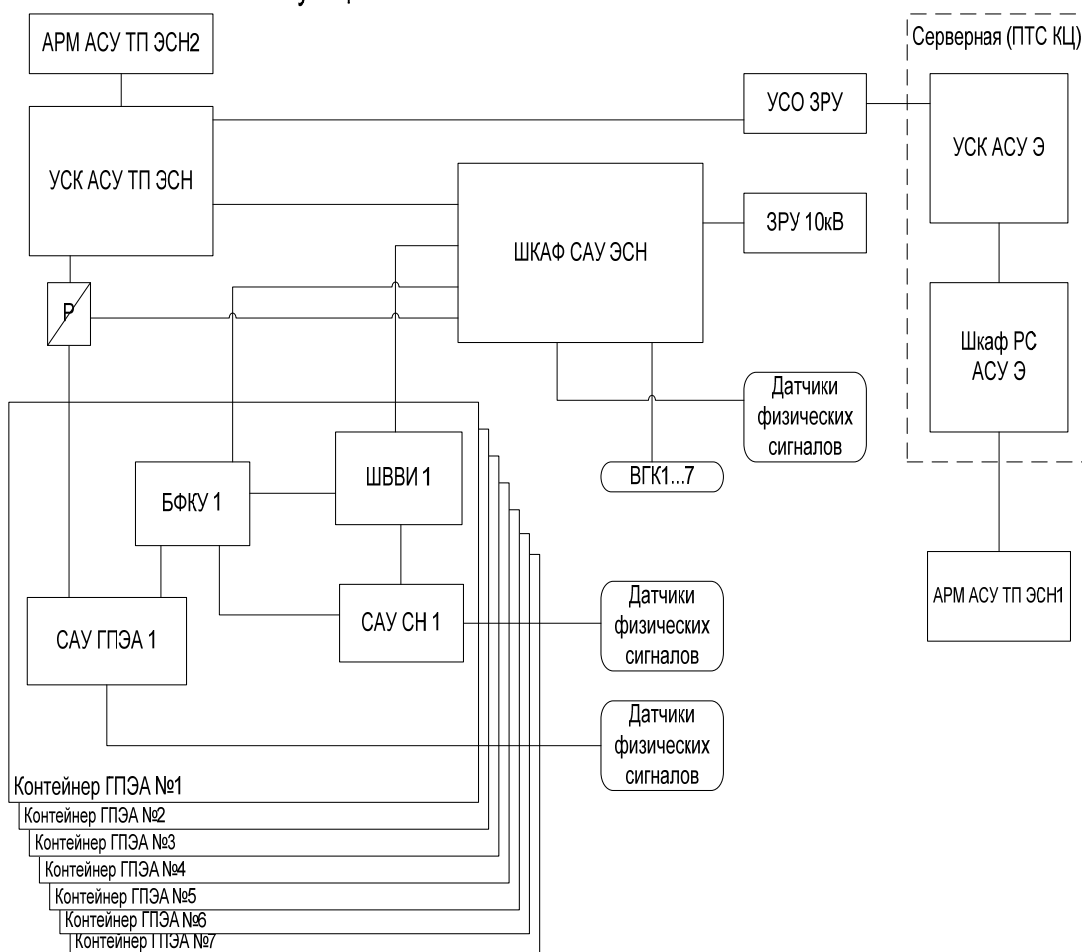 АРМ АСУ ТП ЭСН2
Серверная (ПТС КЦ)
УСО ЗРУ
УСК АСУ Э
УСК АСУ ТП ЭСН
ЗРУ 10кВ
ШКАФ САУ ЭСН
Р
Шкаф РС
АСУ Э
Датчики
физических
сигналов
ШВВИ 1
ВГК1...7
БФКУ 1
АРМ АСУ ТП ЭСН1
Датчики
физических
сигналов
САУ СН 1
САУ ГПЭА 1
Датчики
физических
сигналов
Контейнер ГПЭА №1
Контейнер ГПЭА №2
Контейнер ГПЭА №3
Контейнер ГПЭА №4
Контейнер ГПЭА №5
Контейнер ГПЭА №6
Контейнер ГПЭА №7